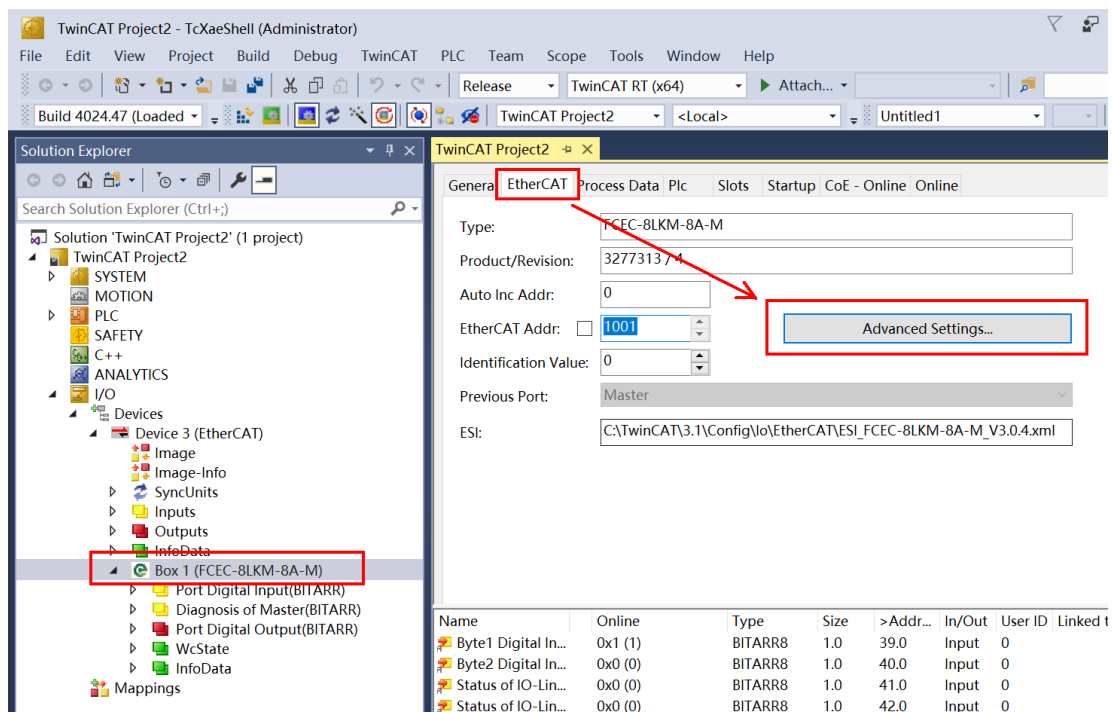 TwinCAT Project2 - TcXaeShell (Administrator)
File Edit View Project Build Debug TwinCAT PLC Team Scope Tools Window Help
Release TwinCAT RT (x64) Attach...
Build 4024.47 (Loaded TwinCAT Project2 <Local> Untitled1
Solution Explorer
Search Solution Explorer (Ctrl+;)
Solution 'TwinCAT Project2' (1 project)
TwinCAT Project2
SYSTEM
MOTION
PLC
SAFETY
C++
ANALYTICS
I/O
Devices
Device 3 (EtherCAT)
Image
Image-Info
SyncUnits
Inputs
Outputs
InfoData
Box 1 (FCEC-8LKM-8A-M)
Port Digital Input(BITARR)
Diagnosis of Master(BITARR)
Port Digital Output(BITARR)
WcState
InfoData
Mappings
TwinCAT Project2
Genera EtherCAT Process Data Plc Slots Startup CoE - Online Online
Type: FCEC-8LKM-8A-M
Product/Revision: 3277313 / 4
Auto Inc Addr: 0
EtherCAT Addr: 1001 Advanced Settings...
Identification Value: 0
Previous Port: Master
ESI: C:\TwinCAT\3.1\Config\Io\EtherCAT\ESI_FCEC-8LKM-8A-M_V3.0.4.xml
Name Online Type Size >Addr... In/Out User ID Linked t
Byte1 Digital In... 0x1 (1) BITARR8 1.0 39.0 Input 0
Byte2 Digital In... 0x0 (0) BITARR8 1.0 40.0 Input 0
Status of IO-Lin... 0x0 (0) BITARR8 1.0 41.0 Input 0
Status of IO-Lin... 0x0 (0) BITARR8 1.0 42.0 Input 0